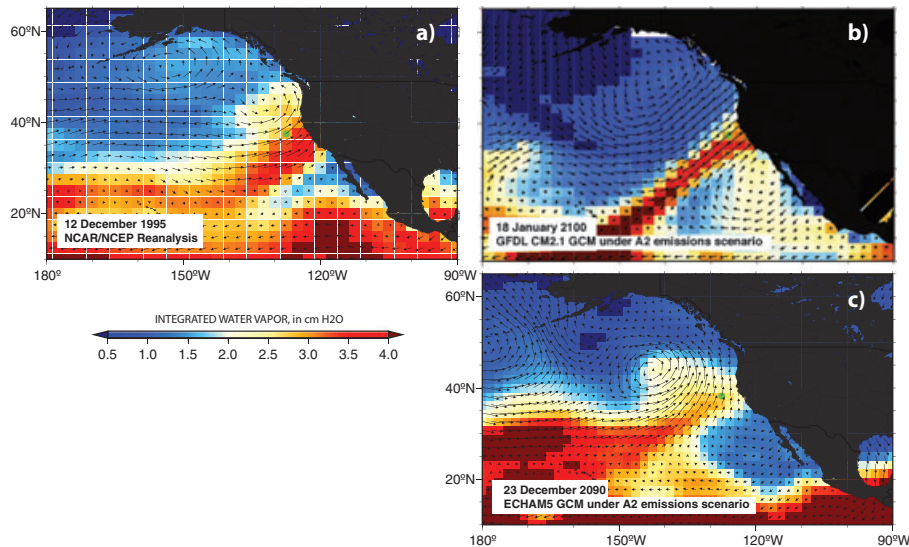 60ºN
40ºN
20ºN
a)
12 December 1995
NCAR/NCEP Reanalysis
180º
150ºW
120ºW
90ºW
b)
18 January 2100
GFDL CM2.1 GCM under A2 emissions scenario
INTEGRATED WATER VAPOR, in cm H2O
0.5 1.0 1.5 2.0 2.5 3.0 3.5 4.0
60ºN
40ºN
20ºN
c)
23 December 2090
ECHAM5 GCM under A2 emissions scenario
180º
150ºW
120ºW
90ºW